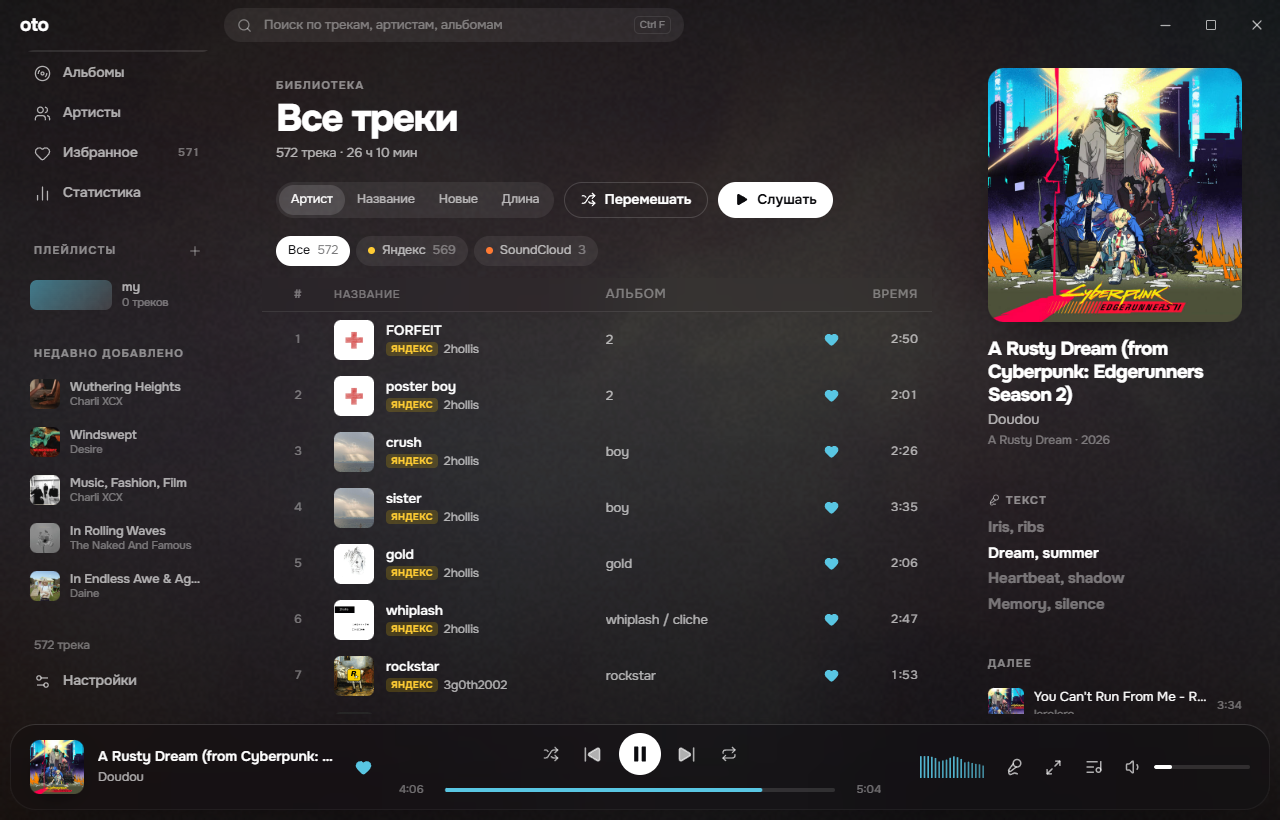 oto
Поиск по трекам, артистам, альбомам
Ctrl F
Альбомы
Артисты
Избранное 571
Статистика
ПЛЕЙЛИСТЫ
my
0 треков
НЕДАВНО ДОБАВЛЕНО
Wuthering Heights
Charli XCX
Windswept
Desire
Music, Fashion, Film
Charli XCX
In Rolling Waves
The Naked And Famous
In Endless Awe & Ag...
Daine
572 трека
Настройки
БИБЛИОТЕКА
Все треки
572 трека · 26 ч 10 мин
Артист Название Новые Длина Перемешать Слушать
Все 572 Яндекс 569 SoundCloud 3
# НАЗВАНИЕ АЛЬБОМ ВРЕМЯ
1 FORFEIT 2 2:50
ЯНДЕКС 2hollis
2 poster boy 2 2:01
ЯНДЕКС 2hollis
3 crush boy 2:26
ЯНДЕКС 2hollis
4 sister boy 3:35
ЯНДЕКС 2hollis
5 gold gold 2:06
ЯНДЕКС 2hollis
6 whiplash whiplash / cliche 2:47
ЯНДЕКС 2hollis
7 rockstar rockstar 1:53
ЯНДЕКС 3g0th2002
Cyberpunk
EDGERUNNERS
A Rusty Dream (from
Cyberpunk: Edgerunners
Season 2)
Doudou
A Rusty Dream · 2026
ТЕКСТ
Iris, ribs
Dream, summer
Heartbeat, shadow
Memory, silence
ДАЛЕЕ
You Can't Run From Me - R...
3:34
A Rusty Dream (from Cyberpunk: ...
Doudou
4:06 5:04